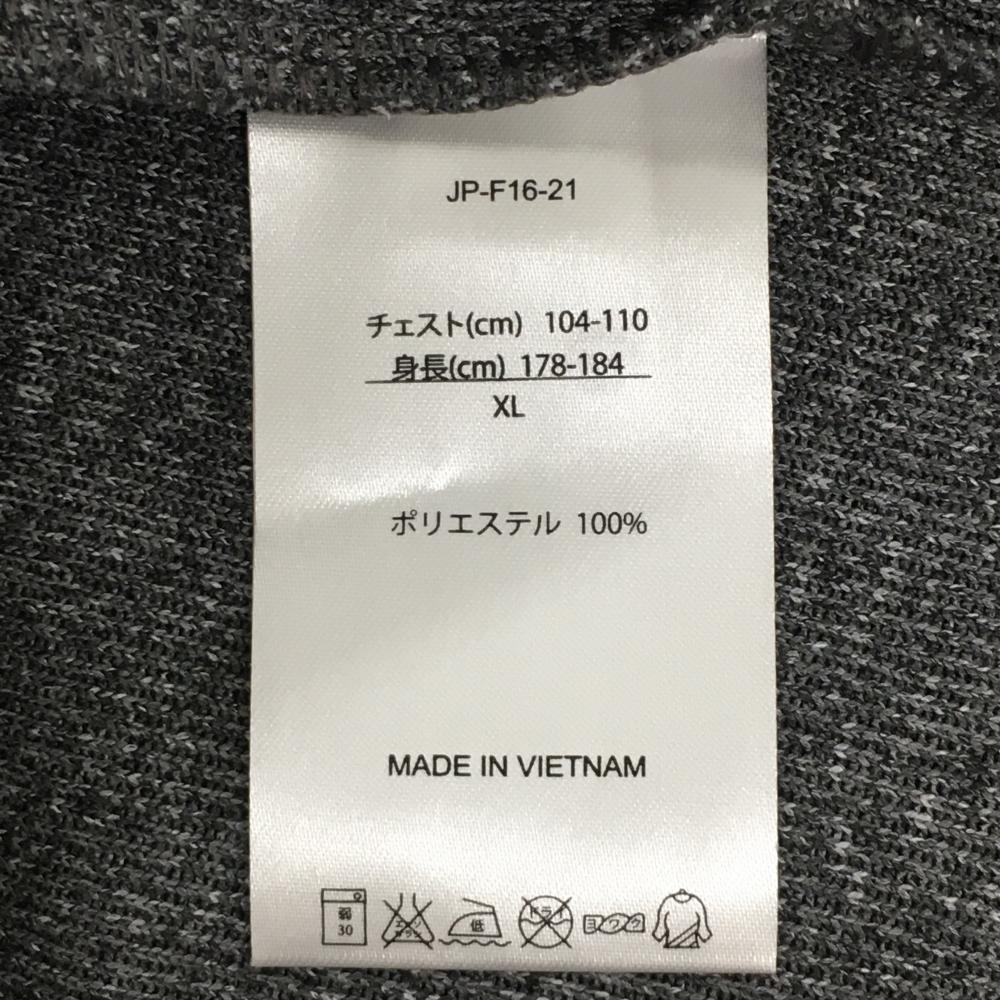 JP-F16-21
チェスト(cm) 104-110
身長(cm) 178-184
XL
ポリエステル 100%
MADE IN VIETNAM
弱
30
低